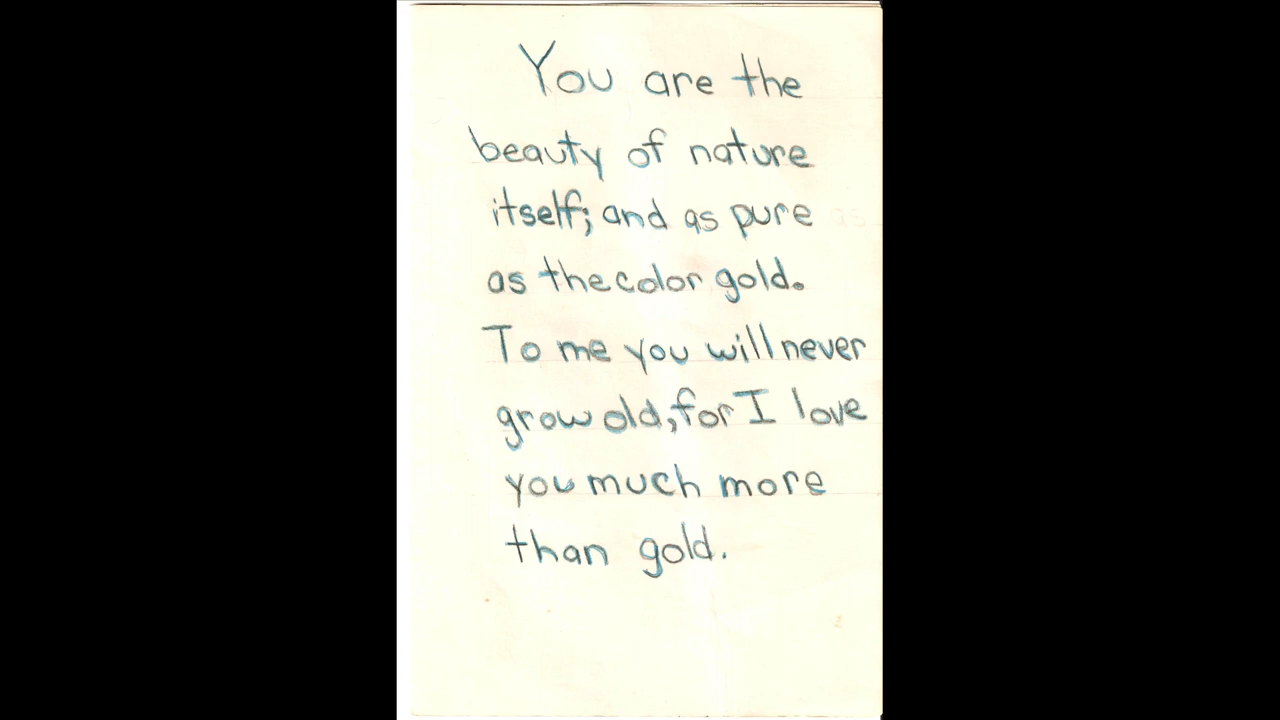 You are the
beauty of nature
itself; and as pure
as the color gold.
To me you will never
grow old, for I love
you much more
than gold.